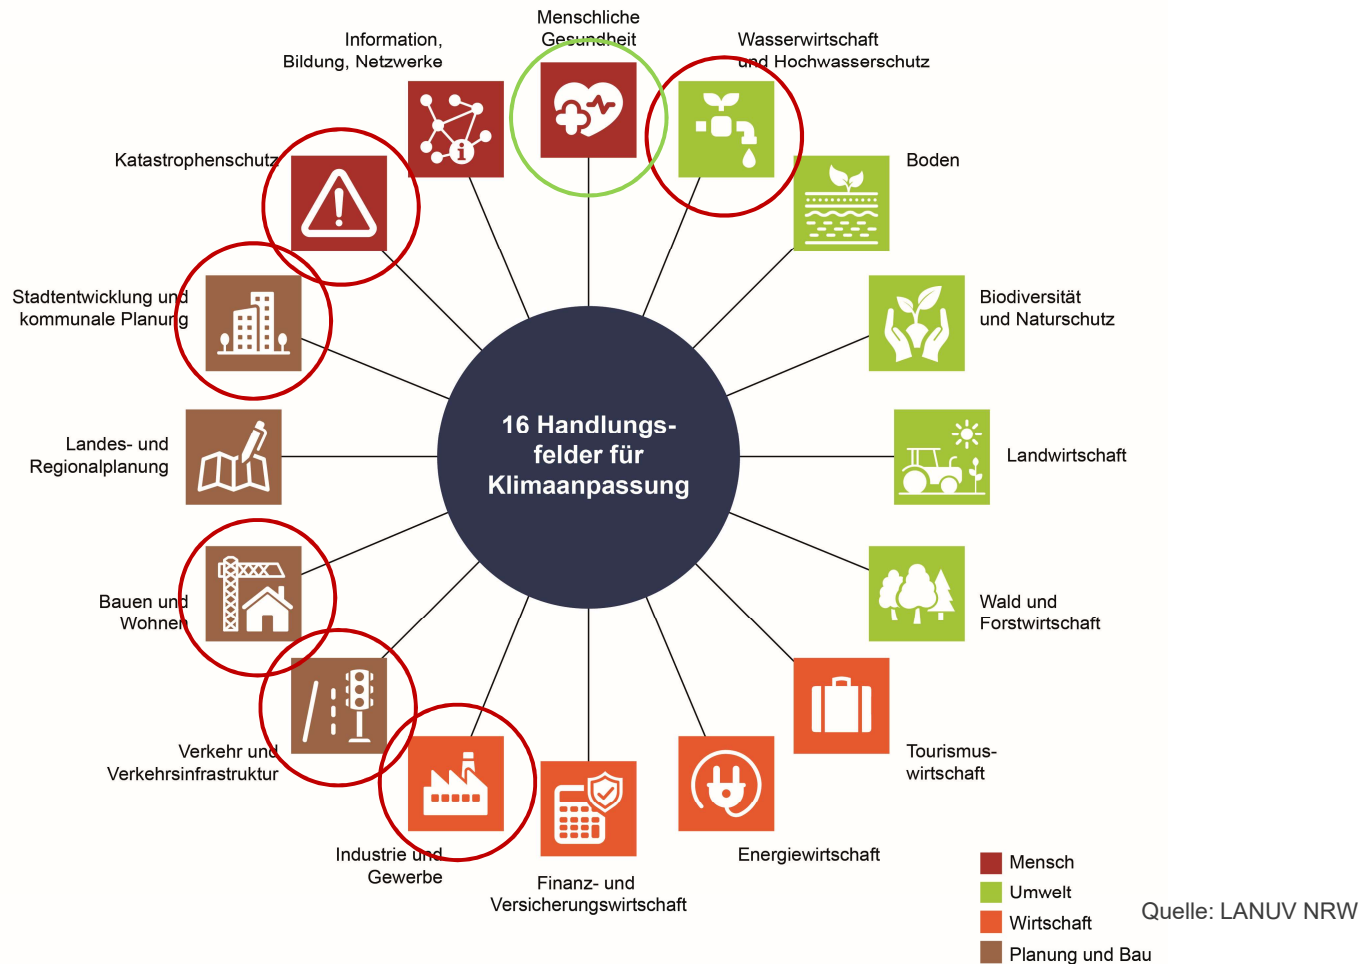 Menschliche
Gesundheit
Wasserwirtschaft
und Hochwasserschutz
Boden
Biodiversität
und Naturschutz
Landwirtschaft
Wald und
Forstwirtschaft
Tourismus-
wirtschaft
Energiewirtschaft
Finanz- und
Versicherungswirtschaft
Industrie und
Gewerbe
Verkehr und
Verkehrsinfrastruktur
Bauen und
Wohnen
Landes- und
Regionalplanung
Stadtentwicklung und
kommunale Planung
Katastrophenschutz
Information,
Bildung, Netzwerke
16 Handlungs-
felder für
Klimaanpassung
Mensch
Umwelt
Wirtschaft
Planung und Bau
Quelle: LANUV NRW